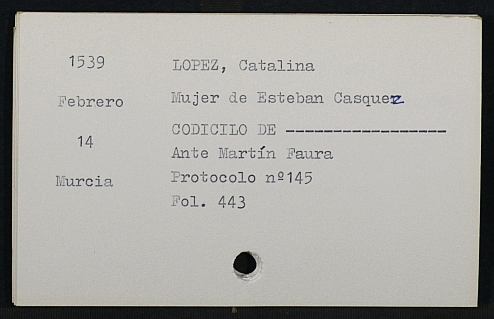 1539
LOPEZ, Catalina
Febrero
Mujer de Esteban Casquez
14
CODICILO DE -----------------
Ante Martín Faura
Murcia
Protocolo nº145
Fol. 443